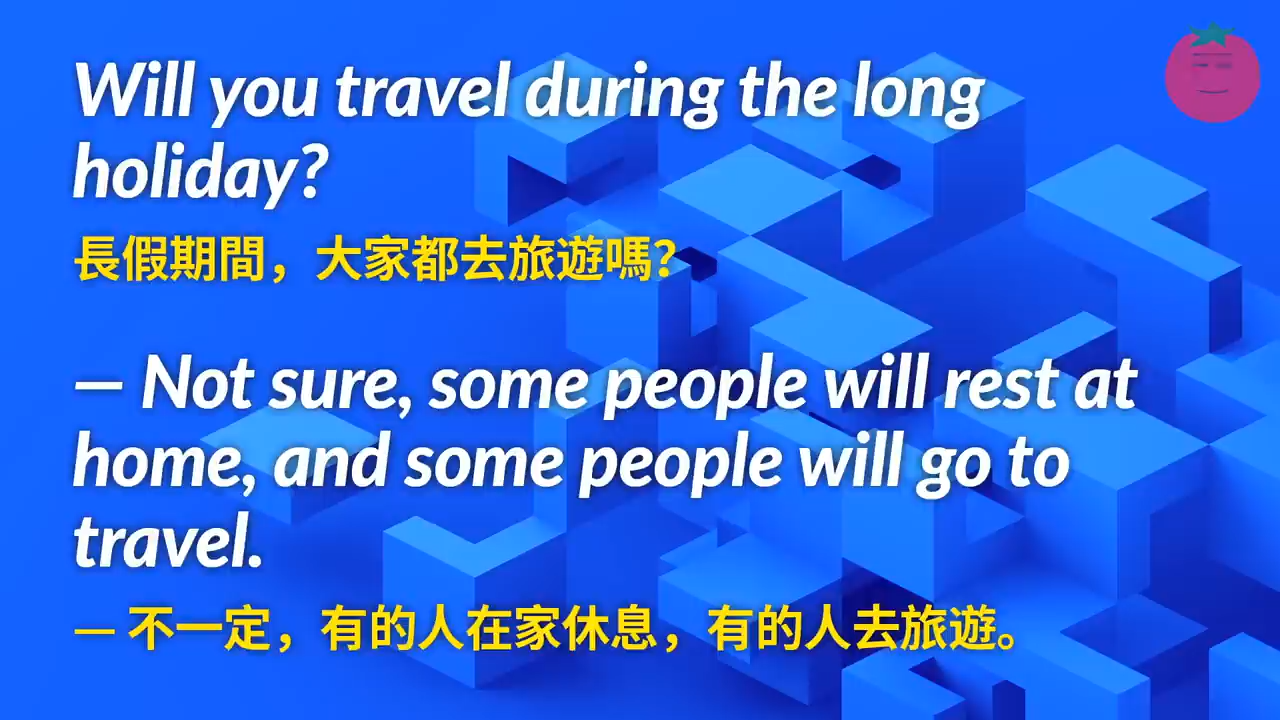 Will you travel during the long
holiday?
長假期間，大家都去旅遊嗎？
— Not sure, some people will rest at
home, and some people will go to
travel.
— 不一定，有的人在家休息，有的人去旅遊。